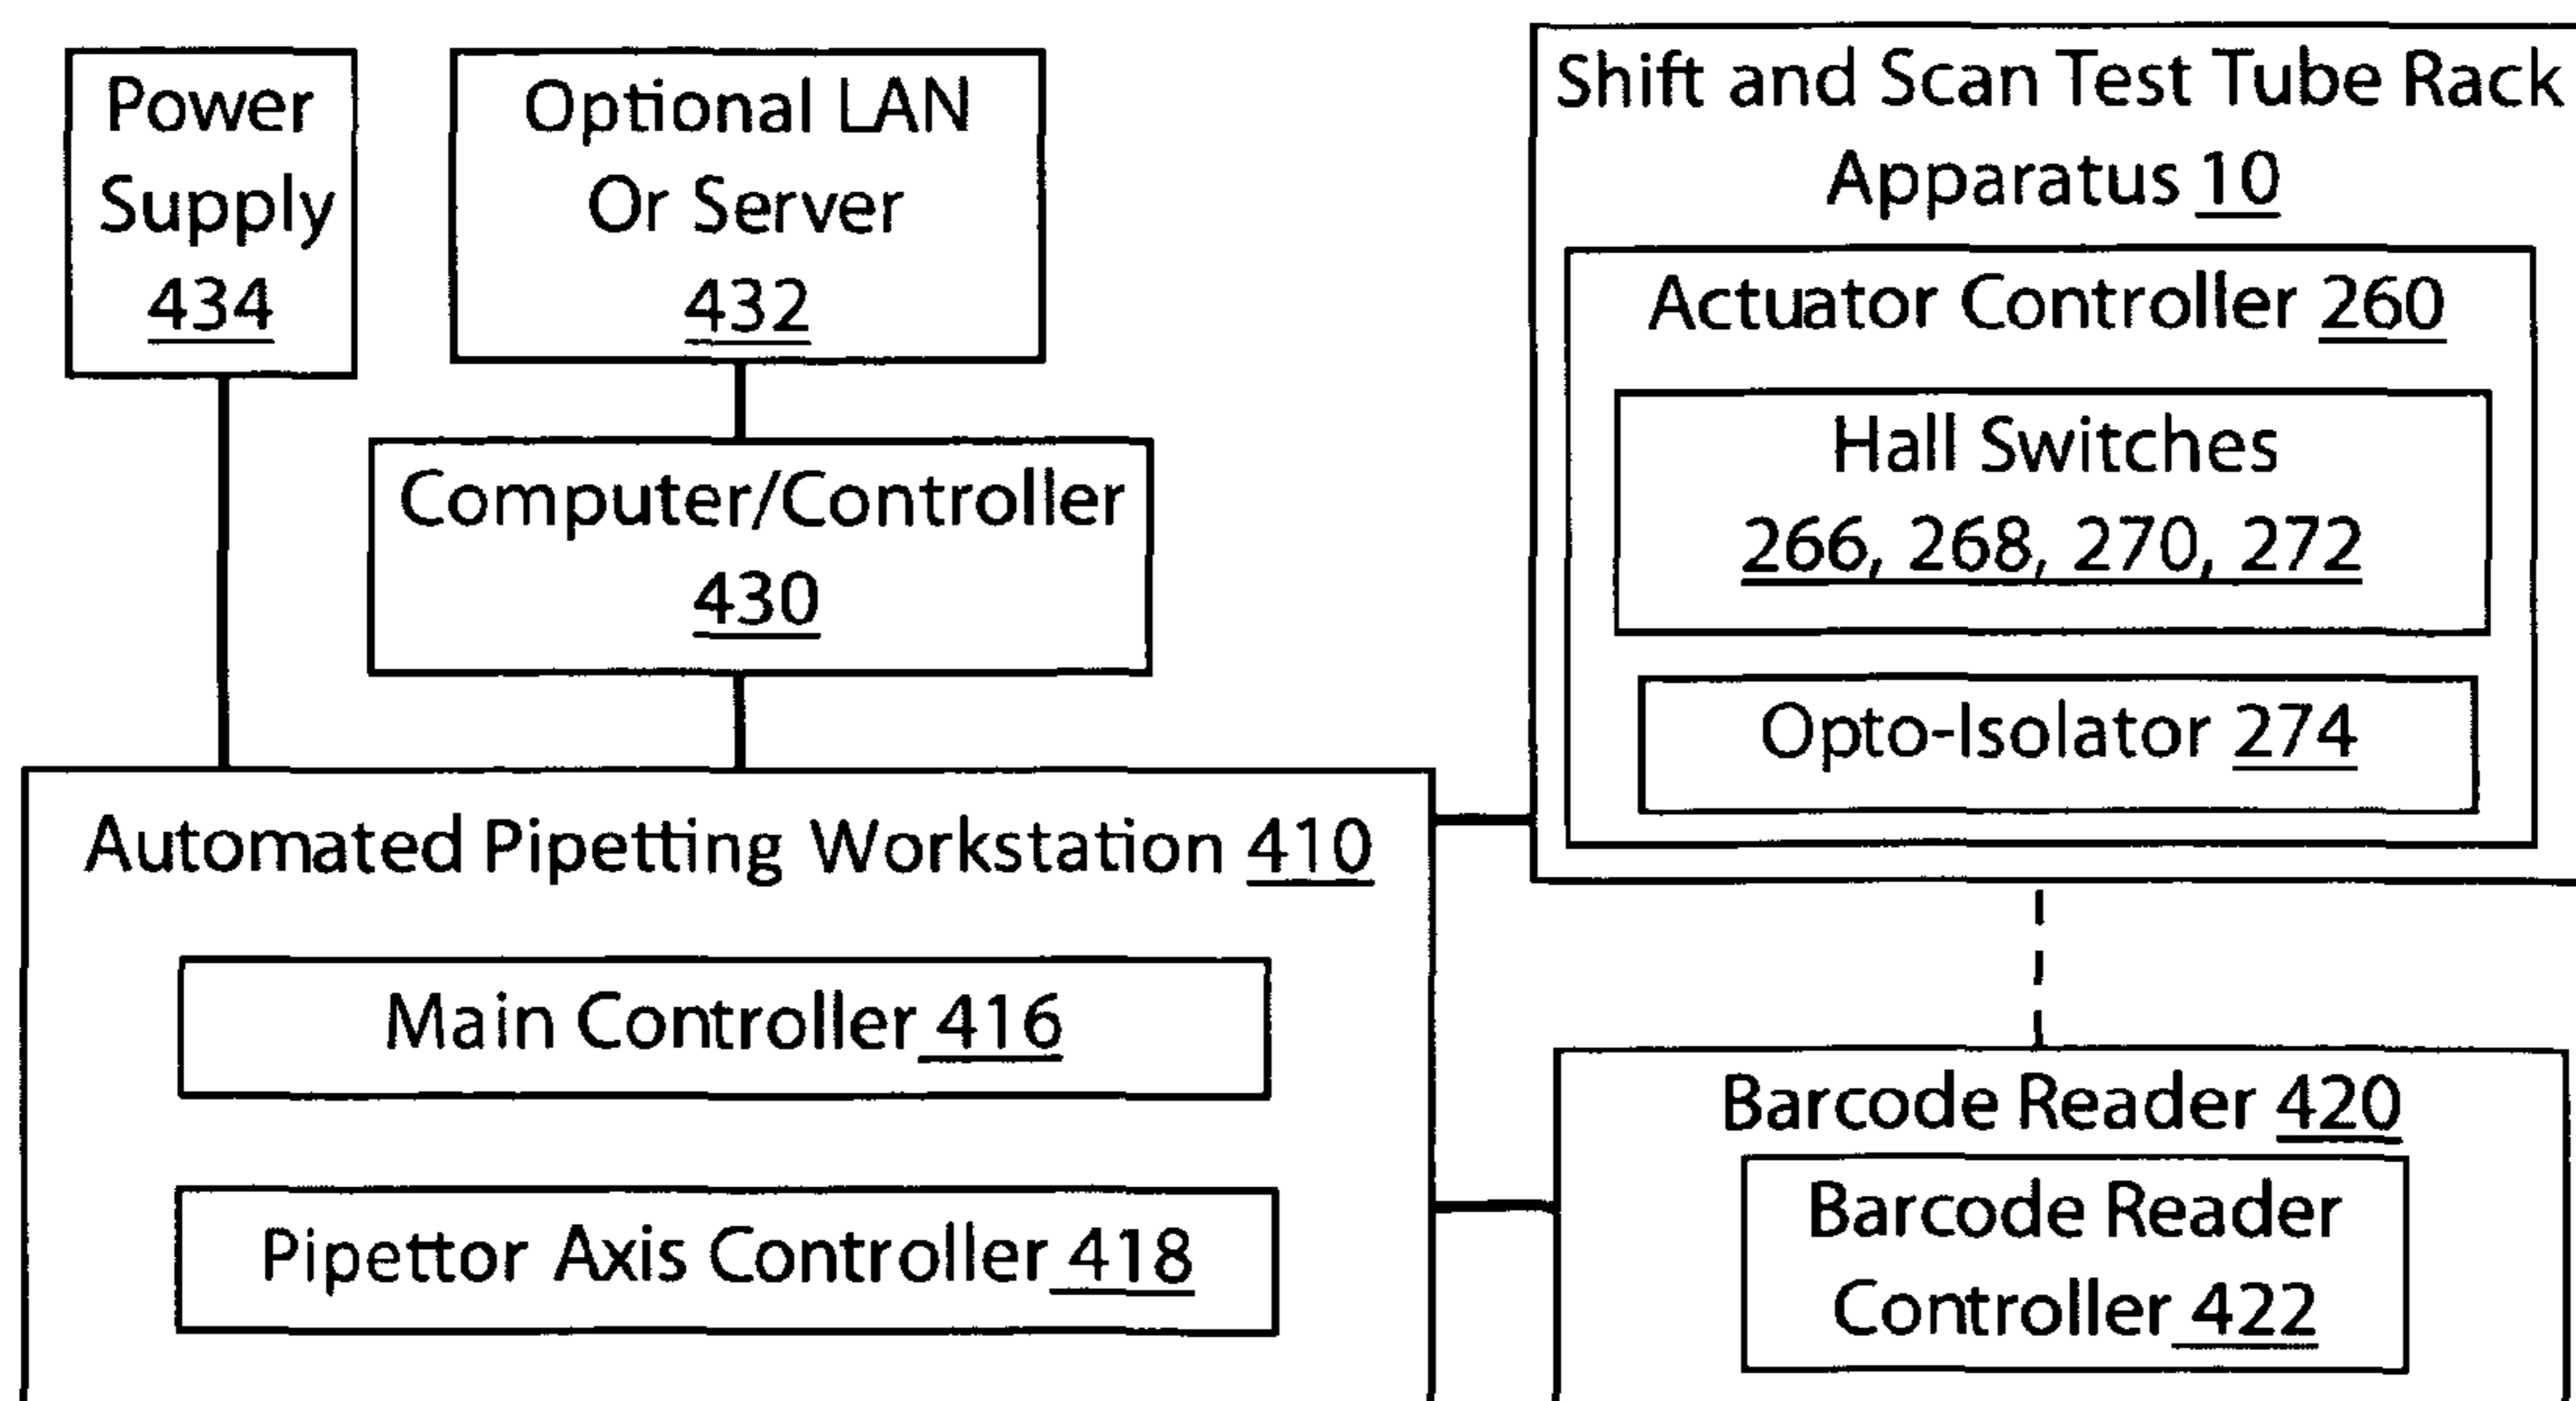 Power
Supply
434
Optional LAN
Or Server
432
Computer/Controller
430
Shift and Scan Test Tube Rack
Apparatus 10
Actuator Controller 260
Hall Switches
266, 268, 270, 272
Opto-Isolator 274
Automated Pipetting Workstation 410
Main Controller 416
Pipettor Axis Controller 418
Barcode Reader 420
Barcode Reader
Controller 422